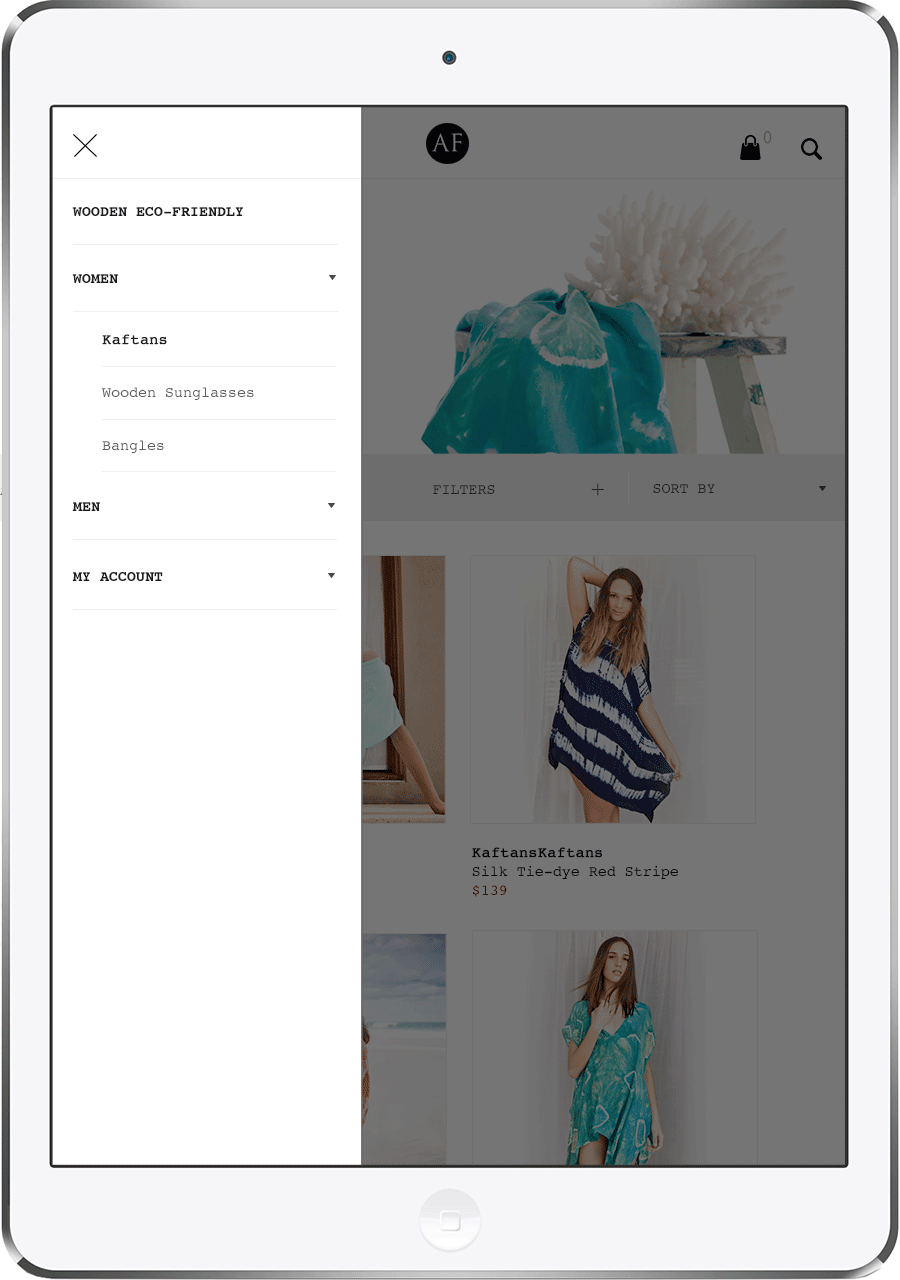 AF
0
WOODEN ECO-FRIENDLY
WOMEN
Kaftans
Wooden Sunglasses
Bangles
MEN
MY ACCOUNT
FILTERS
SORT BY
KaftansKaftans
Silk Tie-dye Red Stripe
$139